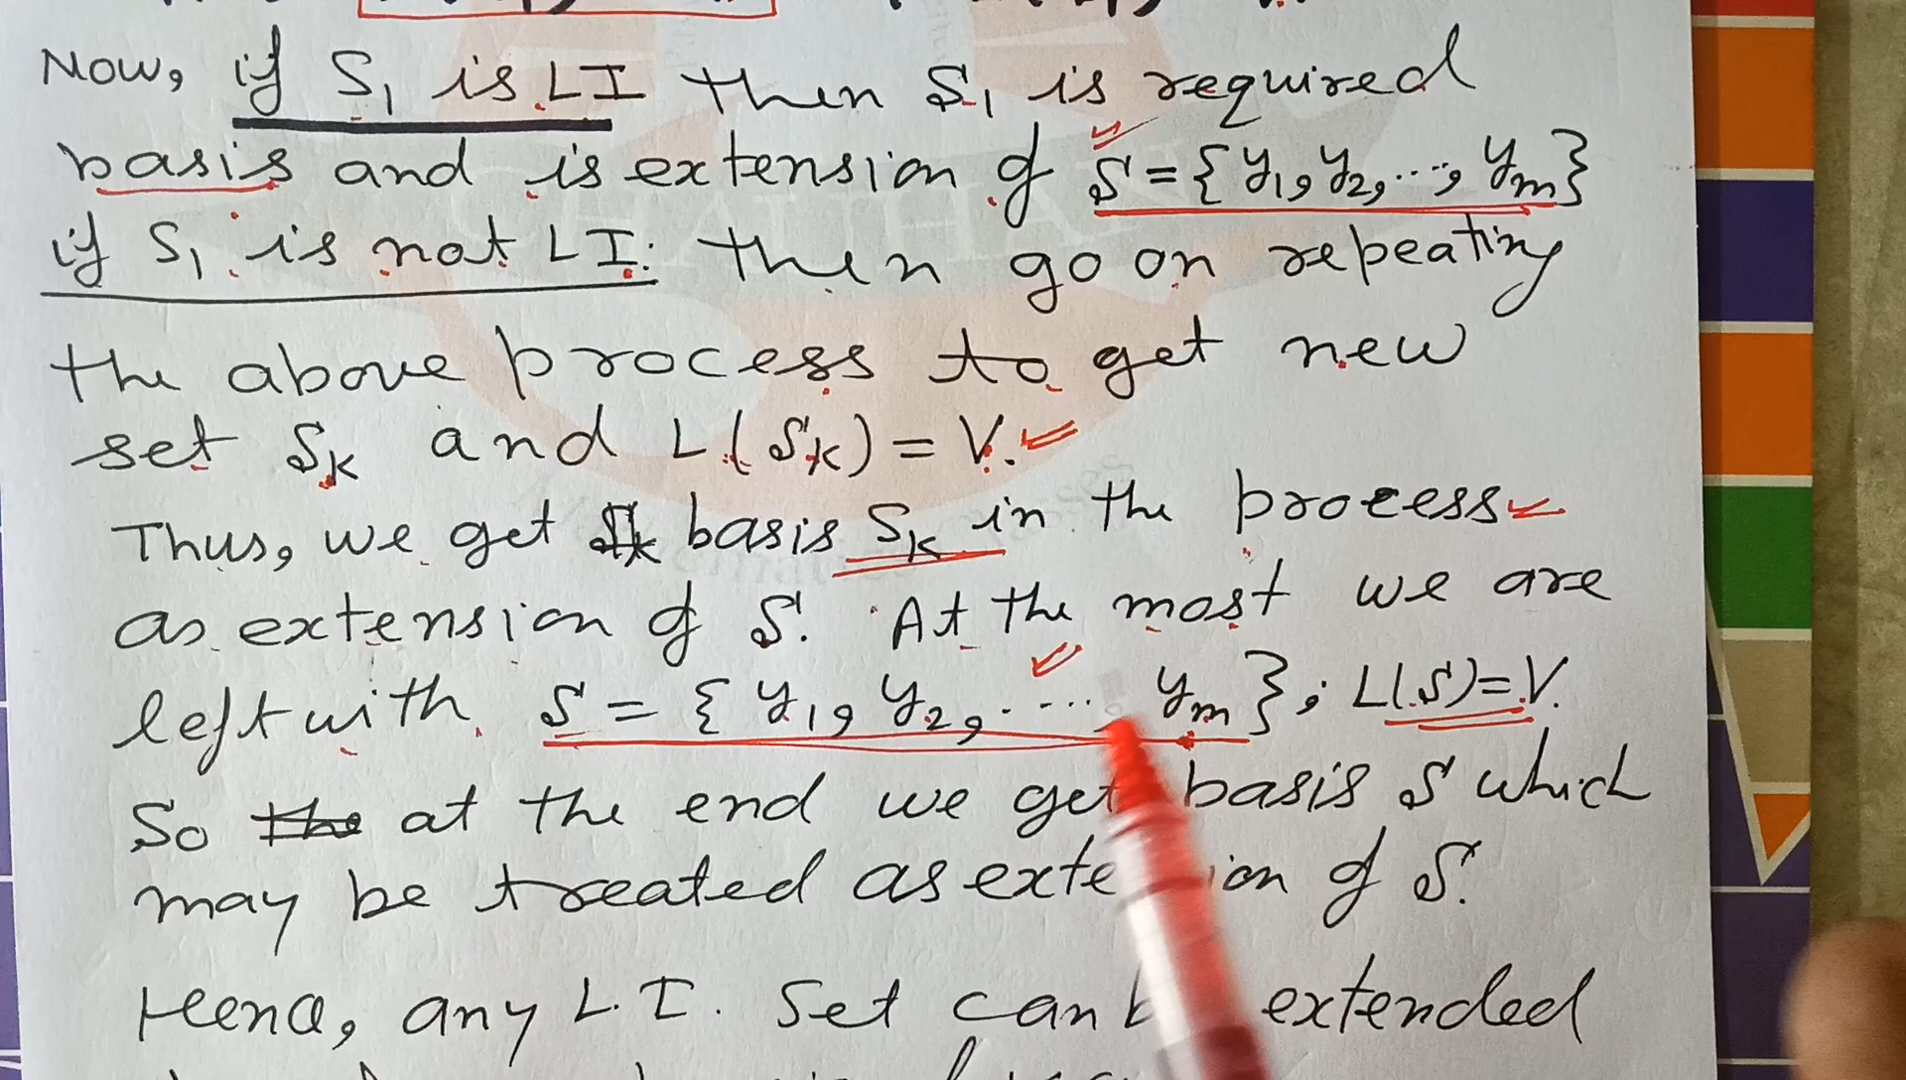 Now, if S₁ is LI then S₁ is required
basis and is extension of S = {y₁, y₂, ..., yₘ}
if S₁ is not LI: then go on repeating
the above process to get new
set Sₖ and L(Sₖ) = V.
Thus, we get basis Sₖ in the process
as extension of S. At the most we are
left with S = {y₁, y₂, .... yₘ}; L(S) = V.
So at the end we get basis S which
may be treated as of S.
Hence, any L.I. Set can extended